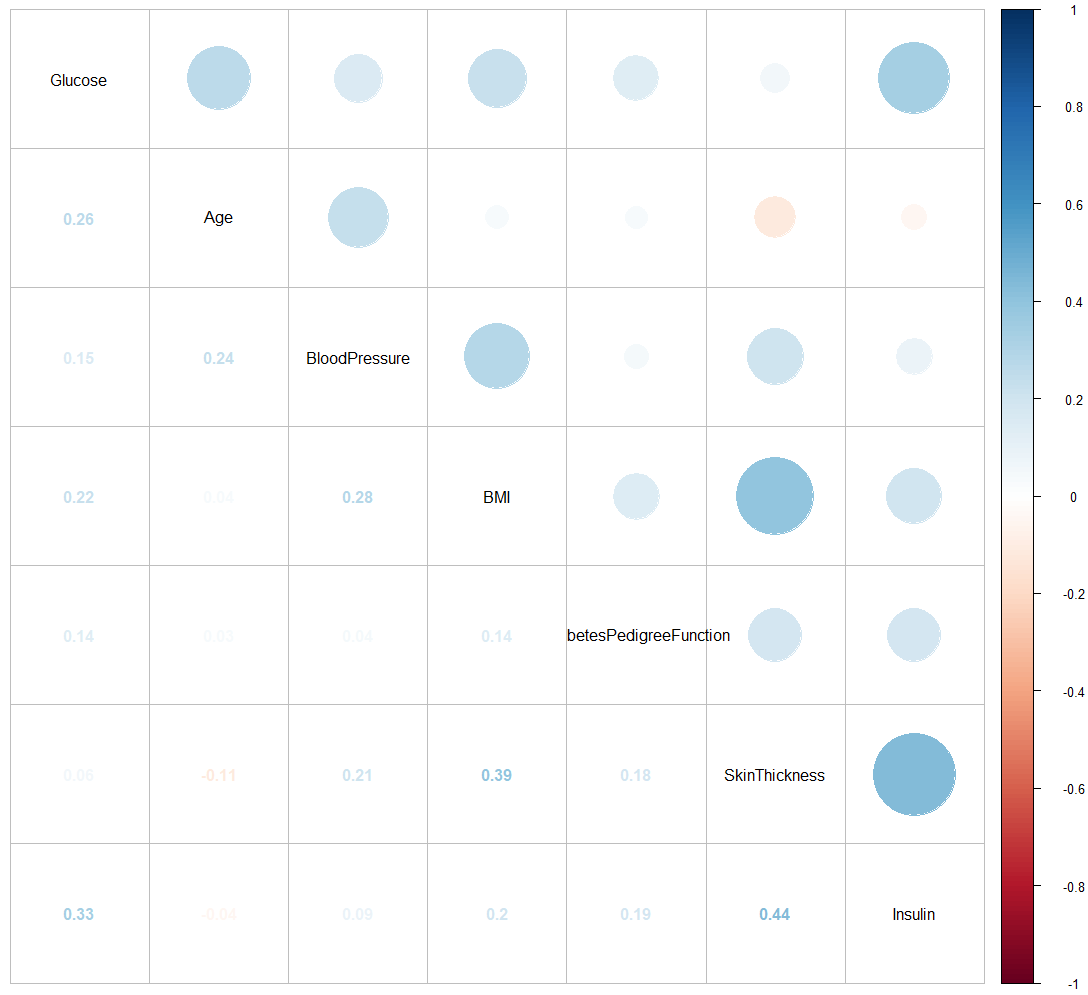 Glucose
0.26 Age
0.15 0.24 BloodPressure
0.22 0.04 0.28 BMI
0.14 0.03 0.04 0.14 betesPedigreeFunction
0.06 -0.11 0.21 0.39 0.18 SkinThickness
0.33 -0.04 0.09 0.2 0.19 0.44 Insulin
1
0.8
0.6
0.4
0.2
0
-0.2
-0.4
-0.6
-0.8
-1